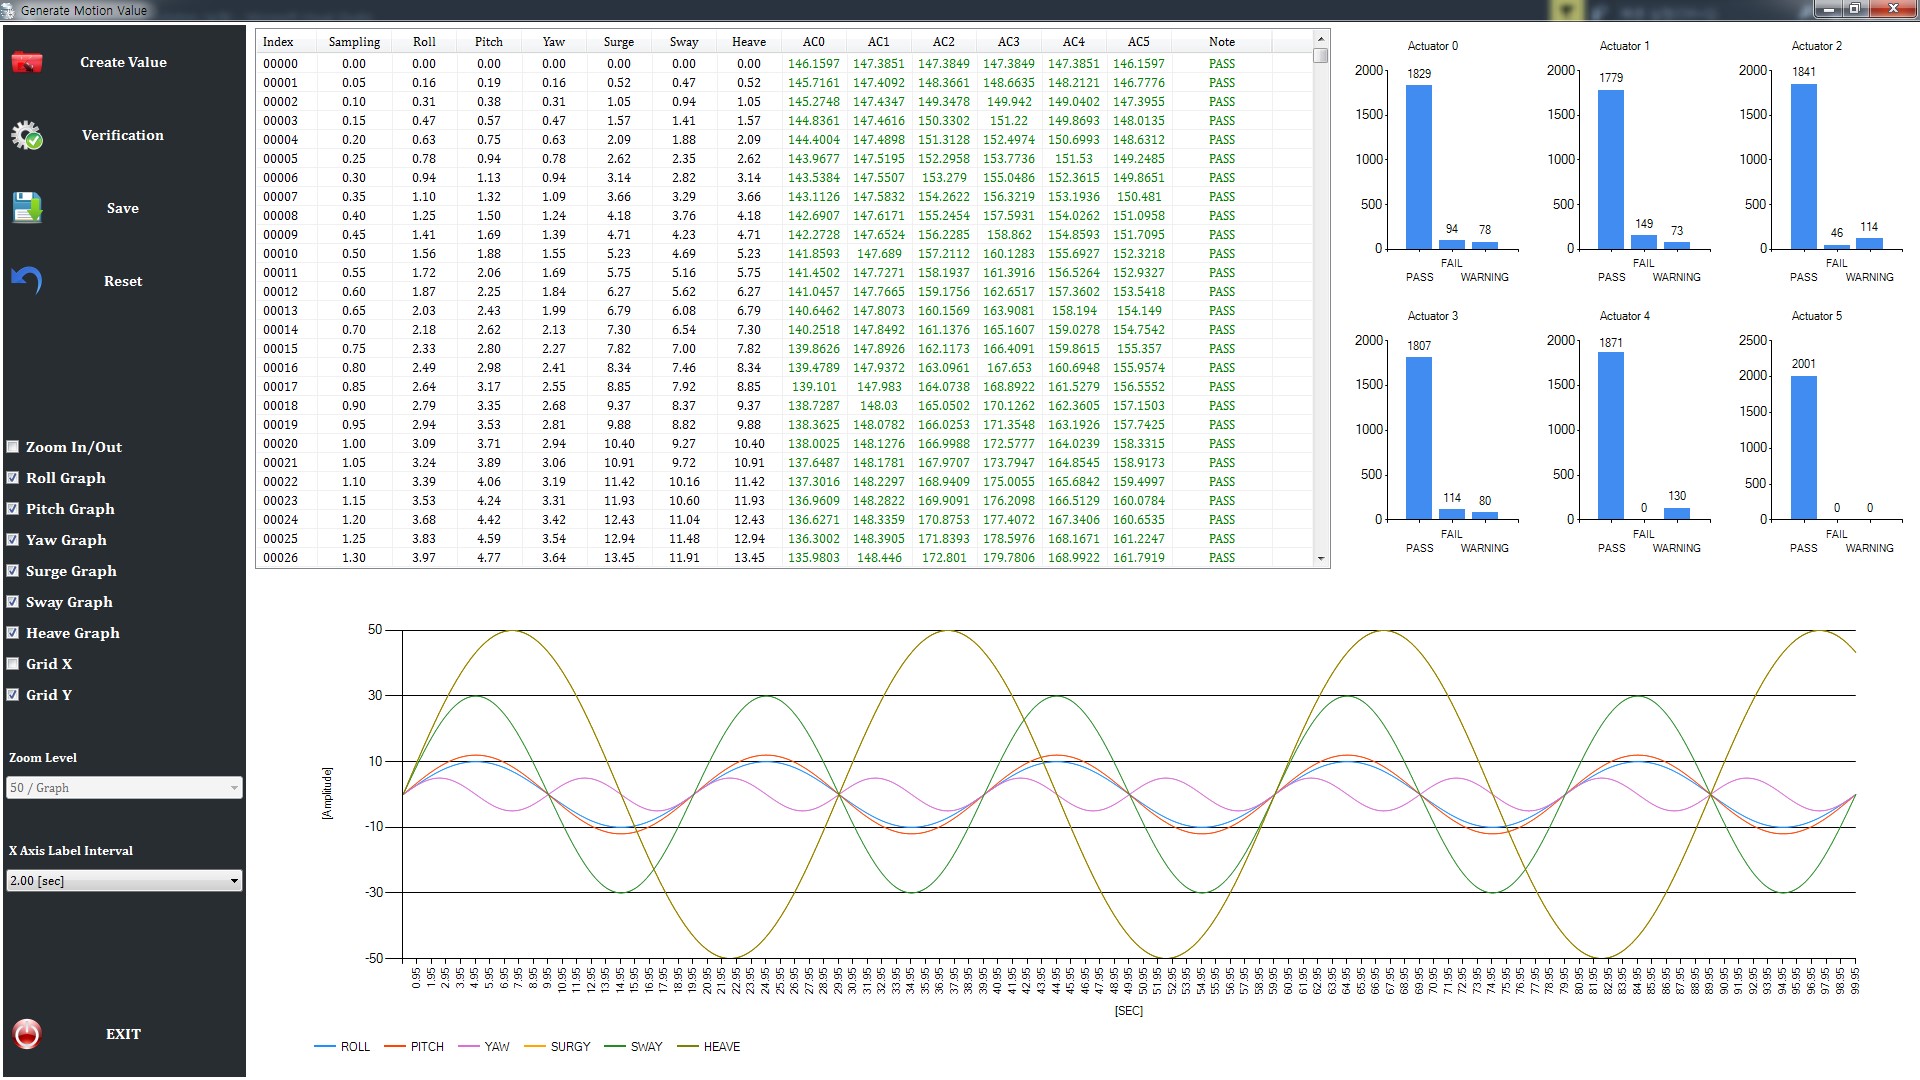 Generate Motion Value
Create Value
Verification
Save
Reset
Zoom In/Out
Roll Graph
Pitch Graph
Yaw Graph
Surge Graph
Sway Graph
Heave Graph
Grid X
Grid Y
Zoom Level
50 / Graph
X Axis Label Interval
2.00 [sec]
EXIT
Index Sampling Roll Pitch Yaw Surge Sway Heave AC0 AC1 AC2 AC3 AC4 AC5 Note
00000 0.00 0.00 0.00 0.00 0.00 0.00 0.00 146.1597 147.3851 147.3849 147.3849 147.3851 146.1597 PASS
00001 0.05 0.16 0.19 0.16 0.52 0.47 0.52 145.7161 147.4092 148.3661 148.6635 148.2121 146.7776 PASS
00002 0.10 0.31 0.38 0.31 1.05 0.94 1.05 145.2748 147.4347 149.3478 149.942 149.0402 147.3955 PASS
00003 0.15 0.47 0.57 0.47 1.57 1.41 1.57 144.8361 147.4616 150.3302 151.22 149.8693 148.0135 PASS
00004 0.20 0.63 0.75 0.63 2.09 1.88 2.09 144.4004 147.4898 151.3128 152.4974 150.6993 148.6312 PASS
00005 0.25 0.78 0.94 0.78 2.62 2.35 2.62 143.9677 147.5195 152.2958 153.7736 151.53 149.2485 PASS
00006 0.30 0.94 1.13 0.94 3.14 2.82 3.14 143.5384 147.5507 153.279 155.0486 152.3615 149.8651 PASS
00007 0.35 1.10 1.32 1.09 3.66 3.29 3.66 143.1126 147.5832 154.2622 156.3219 153.1936 150.481 PASS
00008 0.40 1.25 1.50 1.24 4.18 3.76 4.18 142.6907 147.6171 155.2454 157.5931 154.0262 151.0958 PASS
00009 0.45 1.41 1.69 1.39 4.71 4.23 4.71 142.2728 147.6524 156.2285 158.862 154.8593 151.7095 PASS
00010 0.50 1.56 1.88 1.55 5.23 4.69 5.23 141.8593 147.689 157.2112 160.1283 155.6927 152.3218 PASS
00011 0.55 1.72 2.06 1.69 5.75 5.16 5.75 141.4502 147.7271 158.1937 161.3916 156.5264 152.9327 PASS
00012 0.60 1.87 2.25 1.84 6.27 5.62 6.27 141.0457 147.7665 159.1756 162.6517 157.3602 153.5418 PASS
00013 0.65 2.03 2.43 1.99 6.79 6.08 6.79 140.6462 147.8073 160.1569 163.9081 158.194 154.149 PASS
00014 0.70 2.18 2.62 2.13 7.30 6.54 7.30 140.2518 147.8492 161.1376 165.1607 159.0278 154.7542 PASS
00015 0.75 2.33 2.80 2.27 7.82 7.00 7.82 139.8626 147.8926 162.1173 166.4091 159.8615 155.357 PASS
00016 0.80 2.49 2.98 2.41 8.34 7.46 8.34 139.4789 147.9372 163.0961 167.653 160.6948 155.9574 PASS
00017 0.85 2.64 3.17 2.55 8.85 7.92 8.85 139.101 147.983 164.0738 168.8922 161.5279 156.5552 PASS
00018 0.90 2.79 3.35 2.68 9.37 8.37 9.37 138.7287 148.03 165.0502 170.1262 162.3605 157.1503 PASS
00019 0.95 2.94 3.53 2.81 9.88 8.82 9.88 138.3625 148.0782 166.0253 171.3548 163.1926 157.7425 PASS
00020 1.00 3.09 3.71 2.94 10.40 9.27 10.40 138.0025 148.1276 166.9988 172.5777 164.0239 158.3315 PASS
00021 1.05 3.24 3.89 3.06 10.91 9.72 10.91 137.6487 148.1781 167.9707 173.7947 164.8545 158.9173 PASS
00022 1.10 3.39 4.06 3.19 11.42 10.16 11.42 137.3016 148.2297 168.9409 175.0055 165.6842 159.4997 PASS
00023 1.15 3.53 4.24 3.31 11.93 10.60 11.93 136.9609 148.2822 169.9091 176.2098 166.5129 160.0784 PASS
00024 1.20 3.68 4.42 3.42 12.43 11.04 12.43 136.6271 148.3359 170.8753 177.4072 167.3406 160.6535 PASS
00025 1.25 3.83 4.59 3.54 12.94 11.48 12.94 136.3002 148.3905 171.8393 178.5976 168.1671 161.2247 PASS
00026 1.30 3.97 4.77 3.64 13.45 11.91 13.45 135.9803 148.446 172.801 179.7806 168.9922 161.7919 PASS
Actuator 0
2000
1500
1000
500
0
1829
94
78
PASS
FAIL
WARNING
Actuator 1
2000
1500
1000
500
0
1779
149
73
PASS
FAIL
WARNING
Actuator 2
2000
1500
1000
500
0
1841
46
114
PASS
FAIL
WARNING
Actuator 3
2000
1500
1000
500
0
1807
114
80
PASS
FAIL
WARNING
Actuator 4
2000
1500
1000
500
0
1871
0
130
PASS
FAIL
WARNING
Actuator 5
2500
2000
1500
1000
500
0
2001
0
0
PASS
FAIL
WARNING
[Amplitude]
50
30
10
-10
-30
-50
0.95 1.95 2.95 3.95 4.95 5.95 6.95 7.95 8.95 9.95 10.95 11.95 12.95 13.95 14.95 15.95 16.95 17.95 18.95 19.95 20.95 21.95 22.95 23.95 24.95 25.95 26.95 27.95 28.95 29.95 30.95 31.95 32.95 33.95 34.95 35.95 36.95 37.95 38.95 39.95 40.95 41.95 42.95 43.95 44.95 45.95 46.95 47.95 48.95 49.95 50.95 51.95 52.95 53.95 54.95 55.95 56.95 57.95 58.95 59.95 60.95 61.95 62.95 63.95 64.95 65.95 66.95 67.95 68.95 69.95 70.95 71.95 72.95 73.95 74.95 75.95 76.95 77.95 78.95 79.95 80.95 81.95 82.95 83.95 84.95 85.95 86.95 87.95 88.95 89.95 90.95 91.95 92.95 93.95 94.95 95.95 96.95 97.95 98.95 99.95
[SEC]
ROLL PITCH YAW SURGY SWAY HEAVE